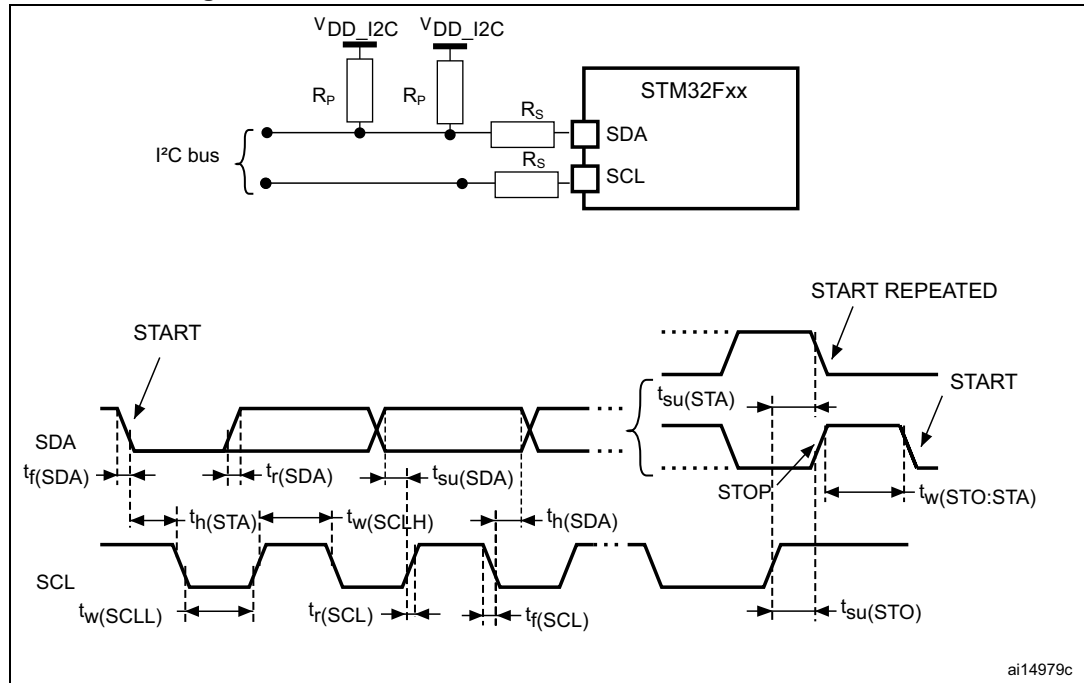 VDD_I2C VDD_I2C
STM32Fxx
RP RP
RS
SDA
I²C bus
RS
SCL
START REPEATED
START
START
tsu(STA)
SDA
tf(SDA) tr(SDA) tsu(SDA)
STOP
tw(STO:STA)
th(STA) tw(SCLH) th(SDA)
SCL
tw(SCLL) tr(SCL) tf(SCL) tsu(STO)
ai14979c